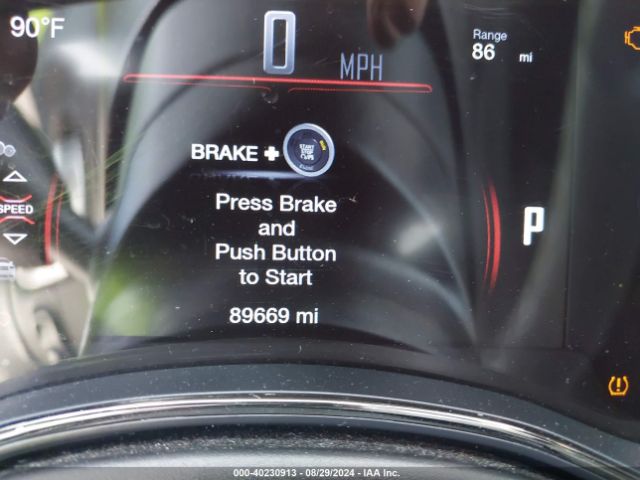 90°F
0
MPH
Range
86 mi
BRAKE +
START
STOP
RUN
SPEED
Press Brake
and
Push Button
to Start
P
89669 mi
000-40230913 - 08/29/2024 - IAA Inc.